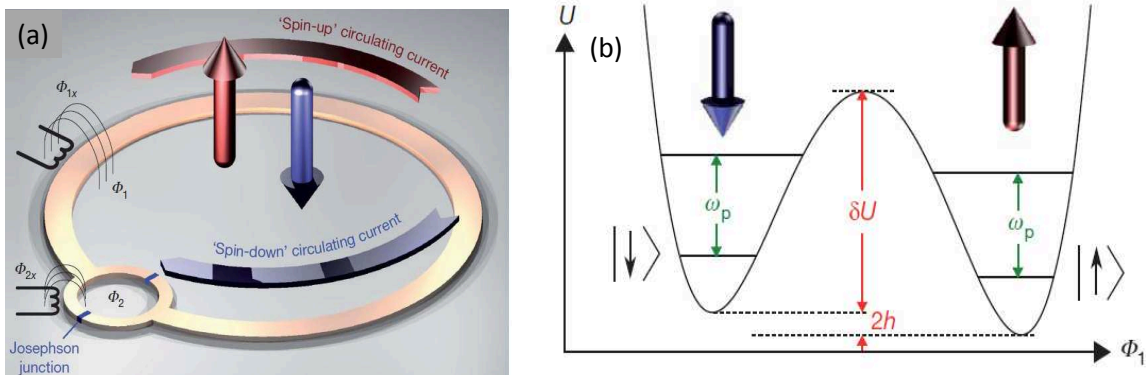 (a)
'Spin-up' circulating current
Φ1x
Φ1
'Spin-down' circulating current
Φ2x
Φ2
Josephson
junction
(b)
U
ωp
δU
ωp
|↓⟩
|↑⟩
2h
Φ1